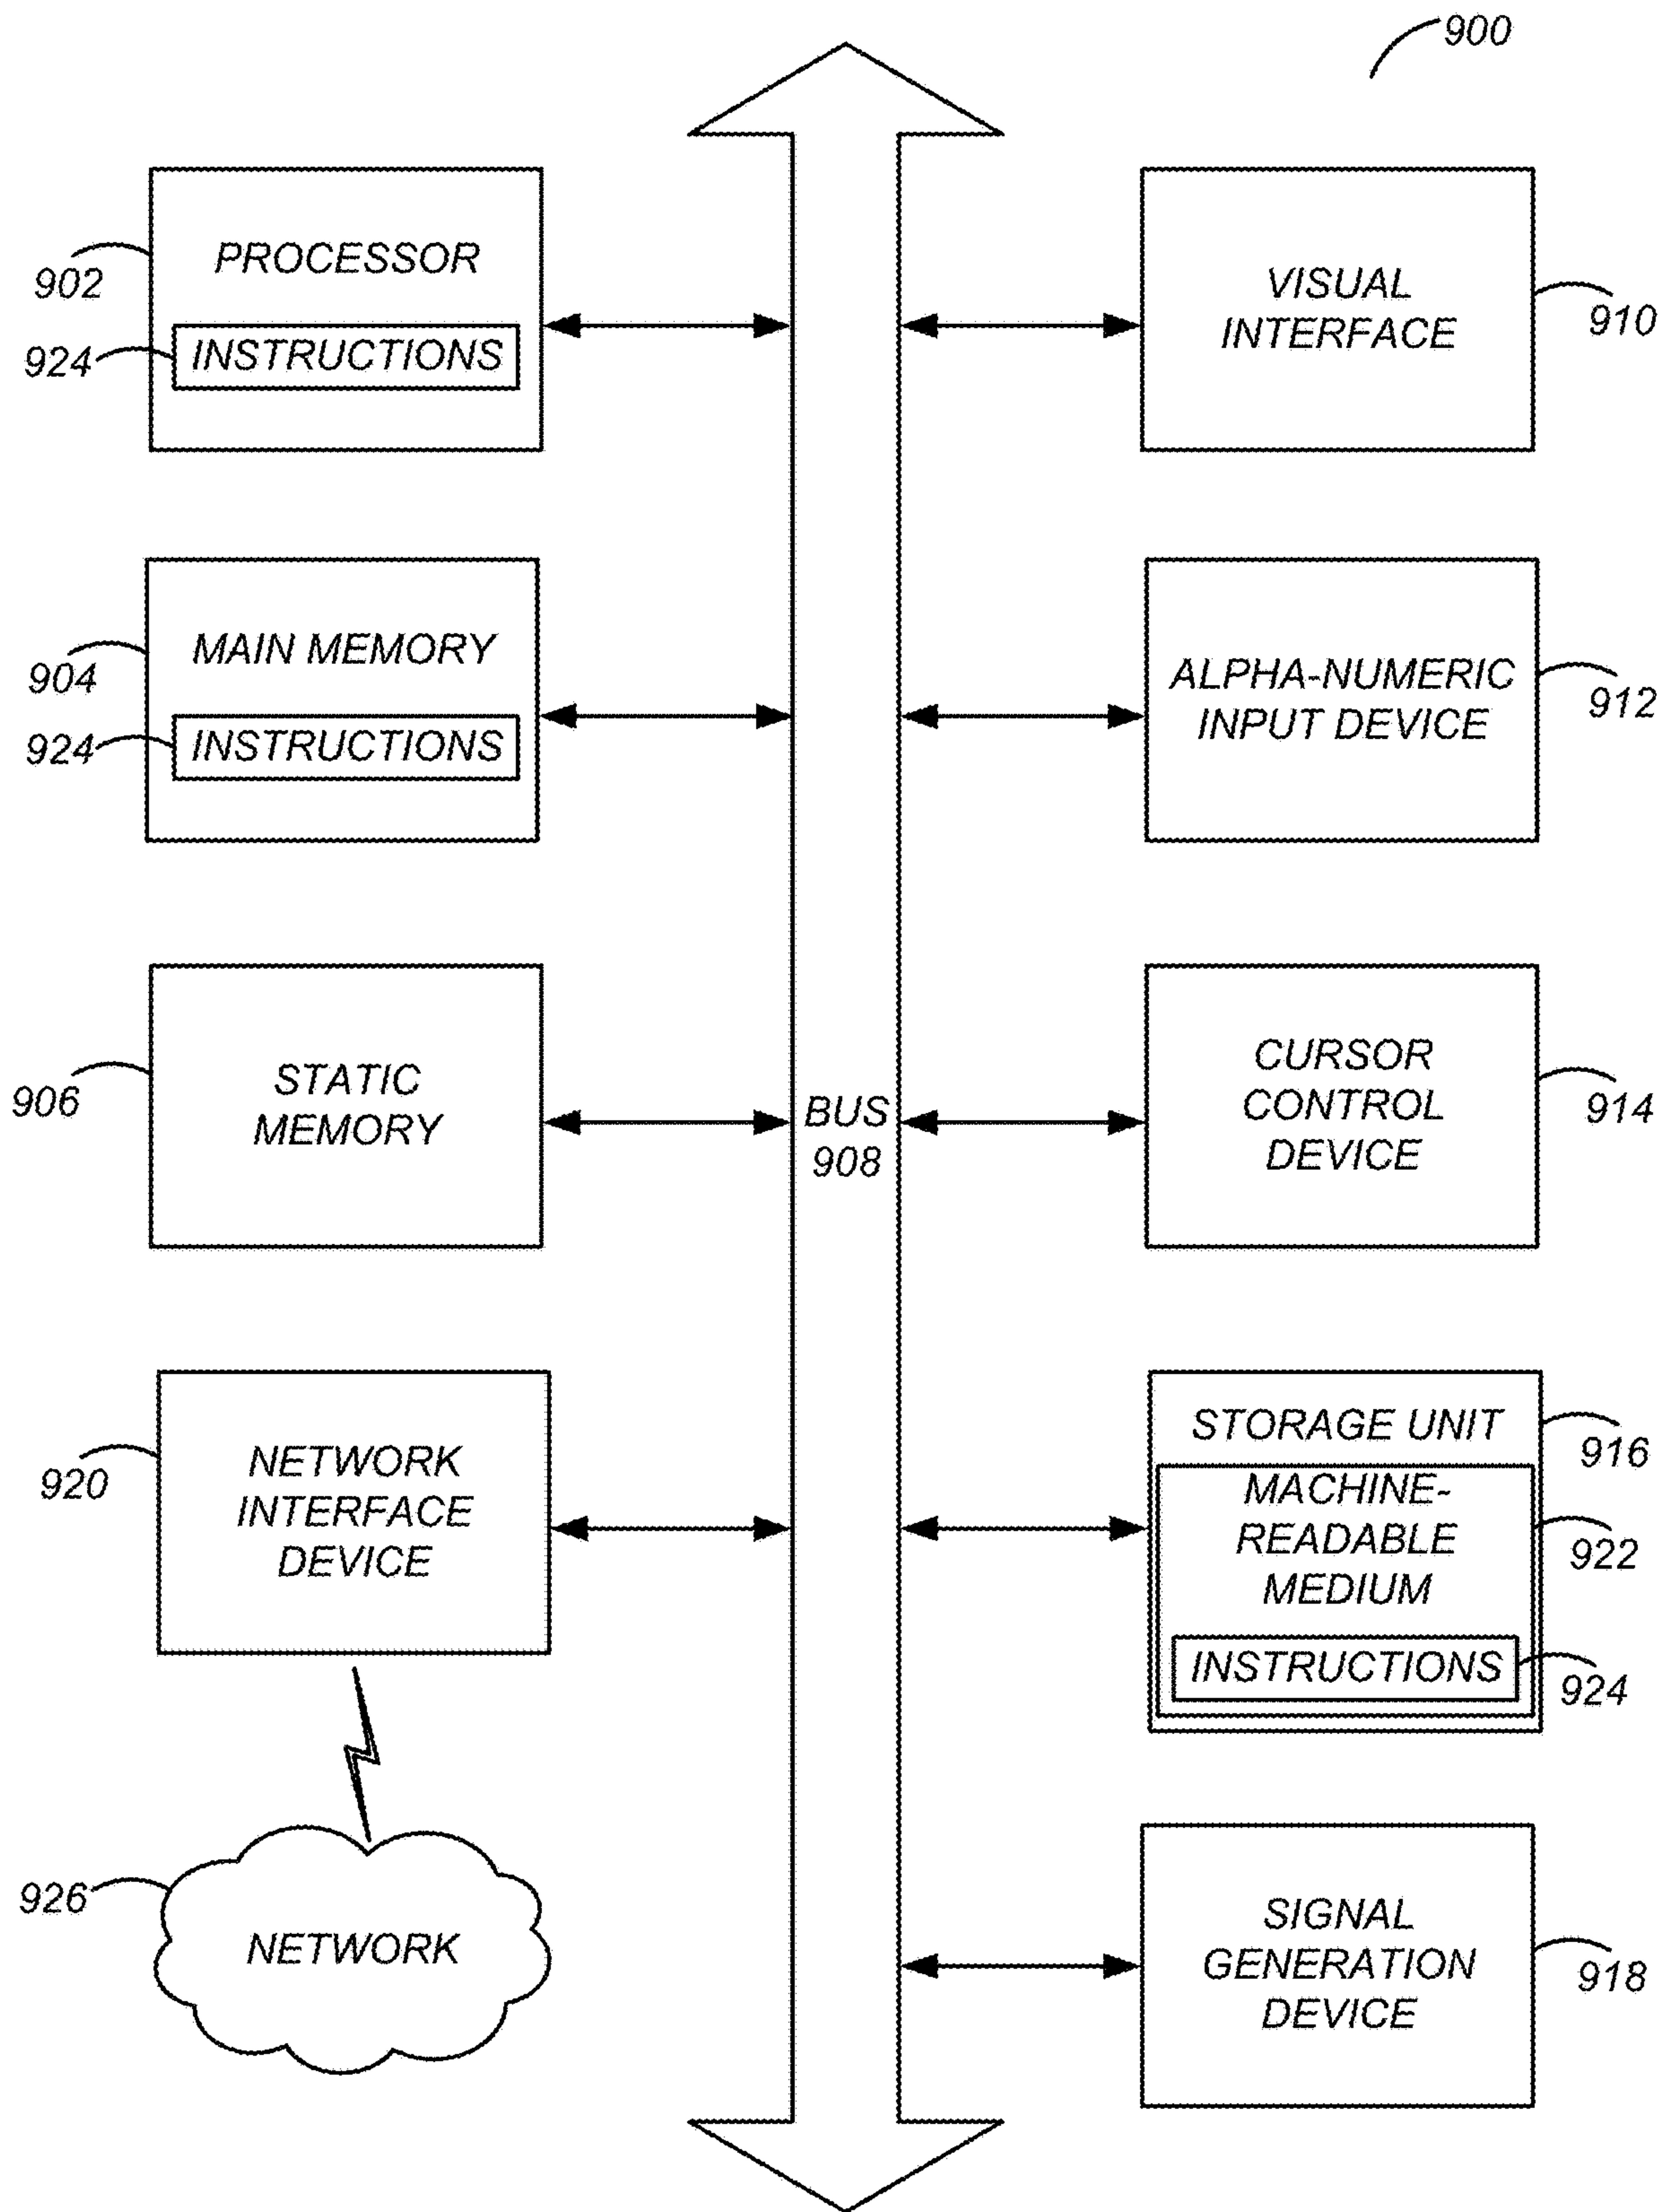 900
PROCESSOR
902
INSTRUCTIONS
924
VISUAL
INTERFACE
910
MAIN MEMORY
904
INSTRUCTIONS
924
ALPHA-NUMERIC
INPUT DEVICE
912
STATIC
MEMORY
906
BUS
908
CURSOR
CONTROL
DEVICE
914
NETWORK
INTERFACE
DEVICE
920
STORAGE UNIT
916
MACHINE-
READABLE
MEDIUM
922
INSTRUCTIONS
924
926
NETWORK
SIGNAL
GENERATION
DEVICE
918